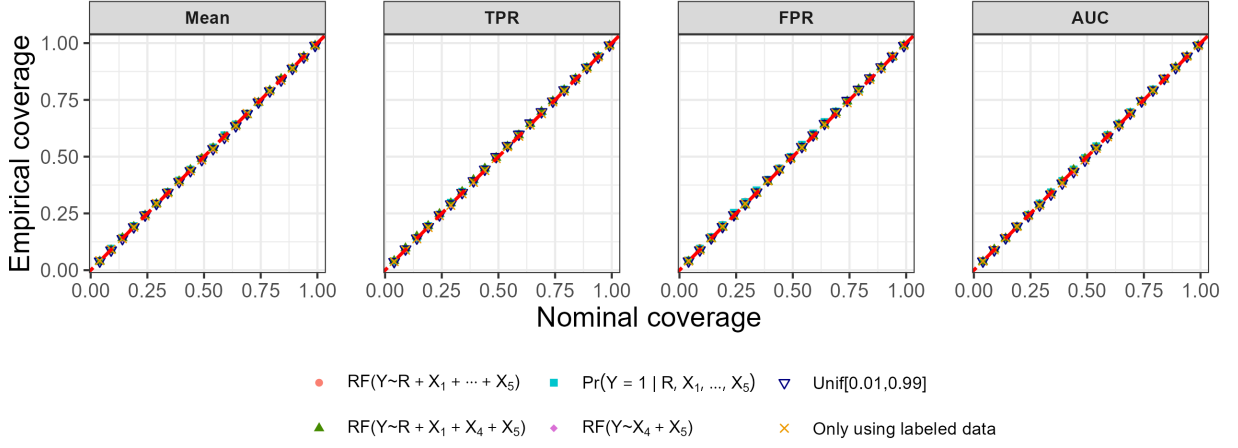 Mean TPR FPR AUC
Empirical coverage
1.00
0.75
0.50
0.25
0.00
0.00 0.25 0.50 0.75 1.00 0.00 0.25 0.50 0.75 1.00 0.00 0.25 0.50 0.75 1.00 0.00 0.25 0.50 0.75 1.00
Nominal coverage
RF(Y~R + X₁ + ··· + X₅) Pr(Y = 1 | R, X₁, ..., X₅) Unif[0.01,0.99]
RF(Y~R + X₁ + X₄ + X₅) RF(Y~X₄ + X₅) Only using labeled data